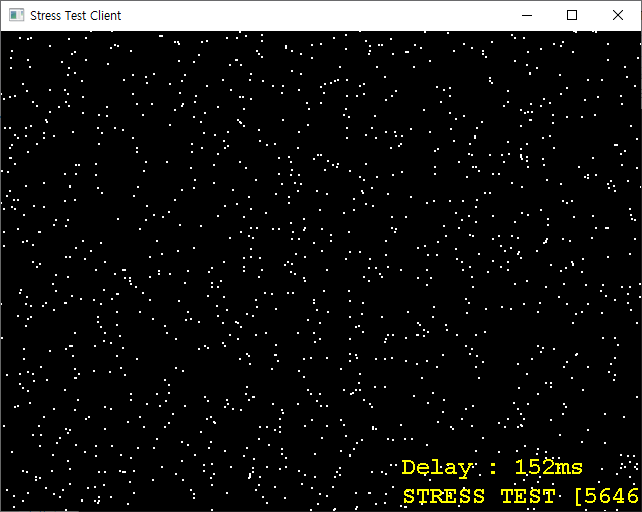 Stress Test Client
Delay : 152ms
STRESS TEST [5646